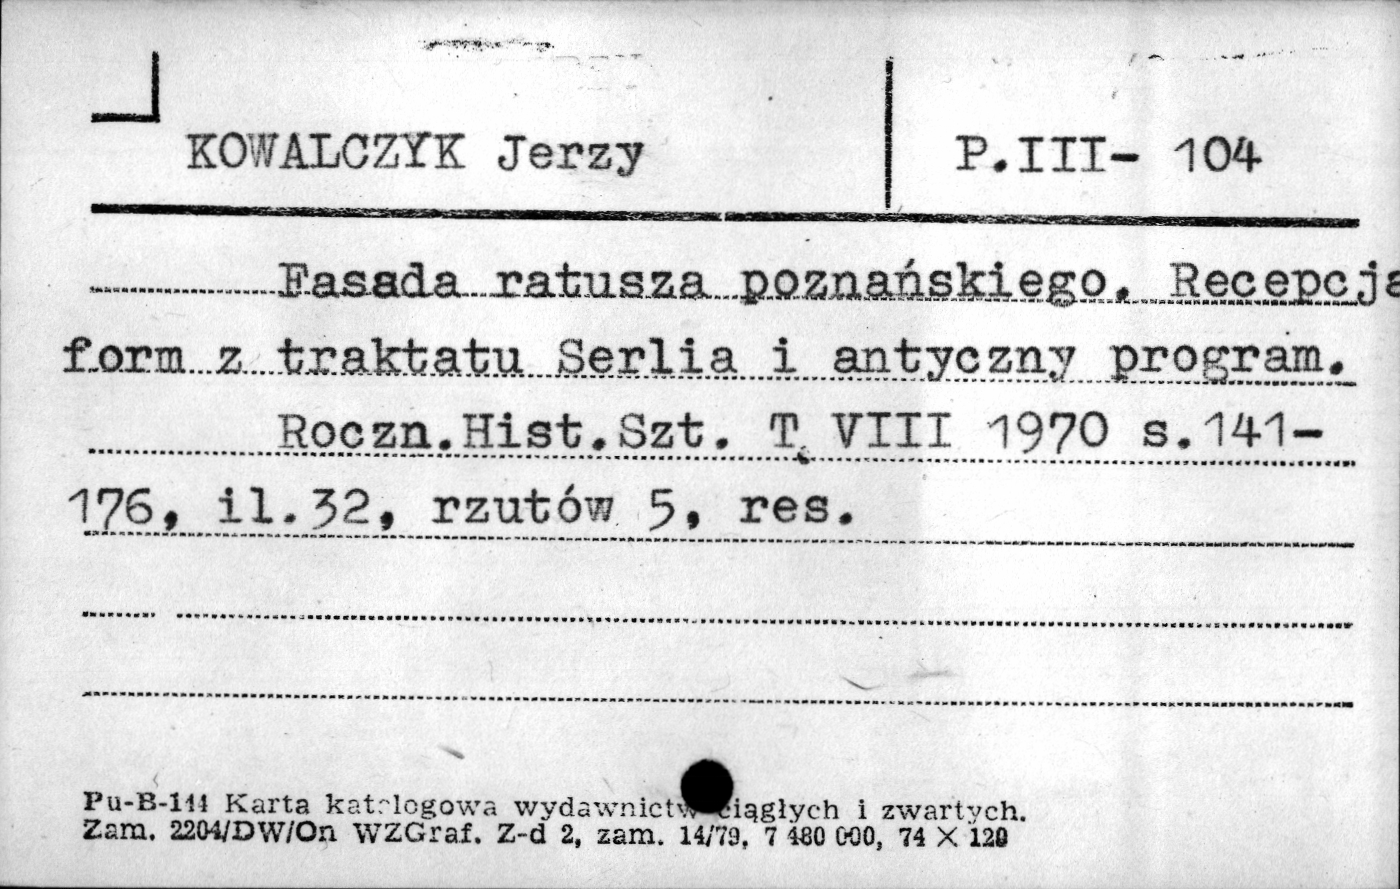 KOWALCZYK Jerzy P.III- 104
Fasada ratusza poznańskiego. Recepcja
form z traktatu Serlia i antyczny program.
Roczn.Hist.Szt. T. VIII 1970 s.141-
176, il.32, rzutów 5, res.
Pu-B-144 Karta katalogowa wydawnictw ciągłych i zwartych.
Zam. 2204/DW/On WZGraf. Z-d 2, zam. 14/79, 7 480 000, 74 X 120